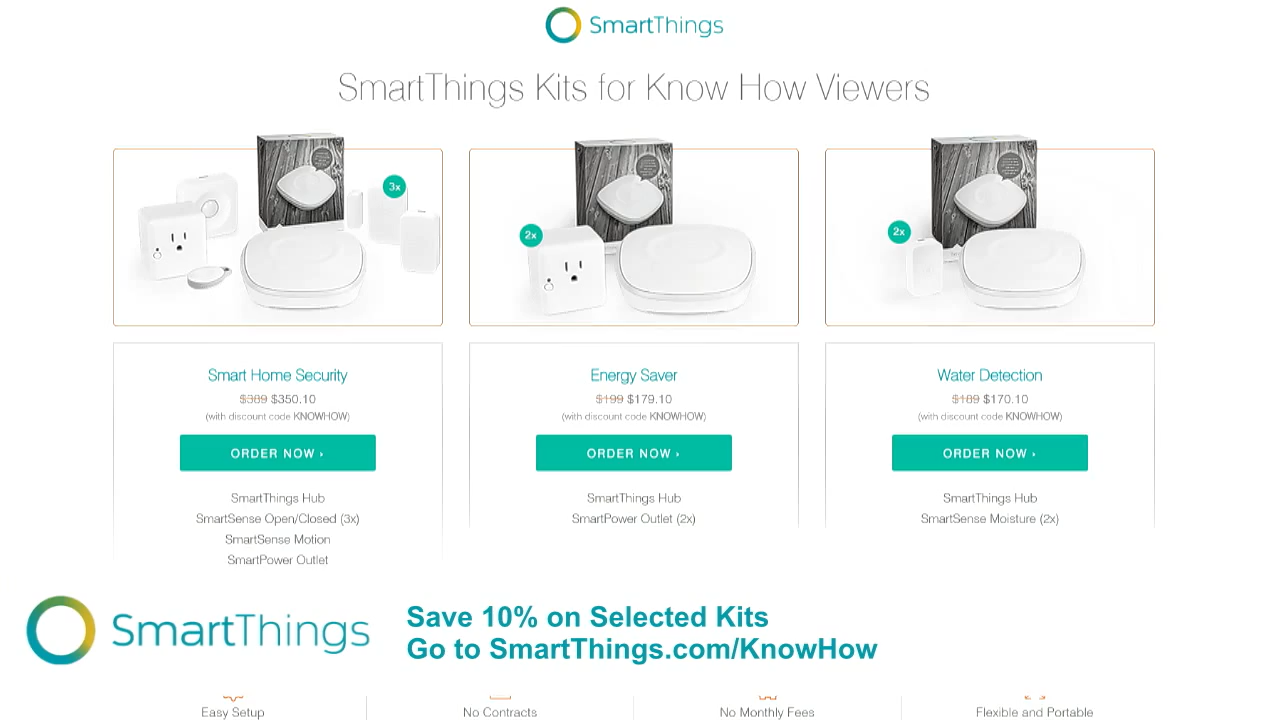 SmartThings
SmartThings Kits for Know How Viewers
3x
2x
2x
Smart Home Security
$389 $350.10
(with discount code KNOWHOW)
ORDER NOW ›
SmartThings Hub
SmartSense Open/Closed (3x)
SmartSense Motion
SmartPower Outlet
Energy Saver
$199 $179.10
(with discount code KNOWHOW)
ORDER NOW ›
SmartThings Hub
SmartPower Outlet (2x)
Water Detection
$189 $170.10
(with discount code KNOWHOW)
ORDER NOW ›
SmartThings Hub
SmartSense Moisture (2x)
SmartThings
Save 10% on Selected Kits
Go to SmartThings.com/KnowHow
Easy Setup
No Contracts
No Monthly Fees
Flexible and Portable